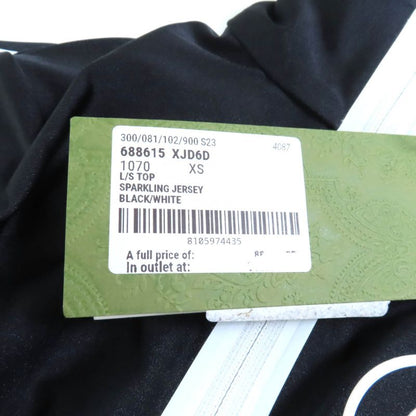 300/081/102/900 S23
4087
688615 XJD6D
1070 XS
L/S TOP
SPARKLING JERSEY
BLACK/WHITE
8105974435
A full price of:
In outlet at: